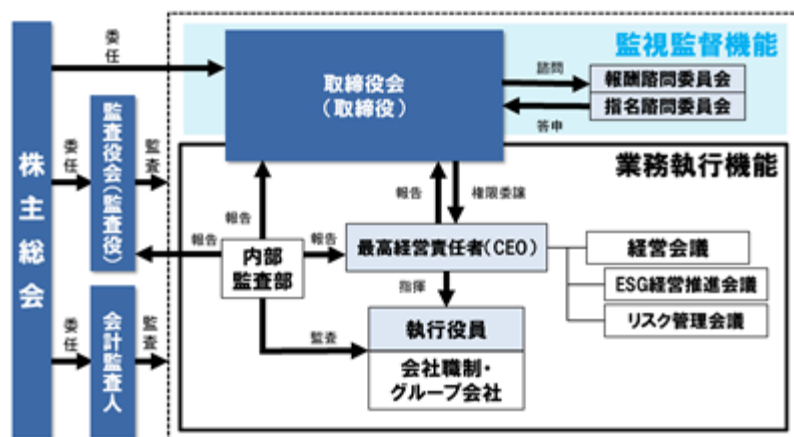 株主総会
委任
委任
監査役会(監査役)
監査
委任
会計監査人
監査
監視監督機能
取締役会
(取締役)
諮問
答申
報酬諮問委員会
指名諮問委員会
業務執行機能
報告
報告
権限委譲
報告
内部
監査部
報告
最高経営責任者(CEO)
経営会議
ESG経営推進会議
リスク管理会議
指揮
監査
執行役員
会社職制・
グループ会社